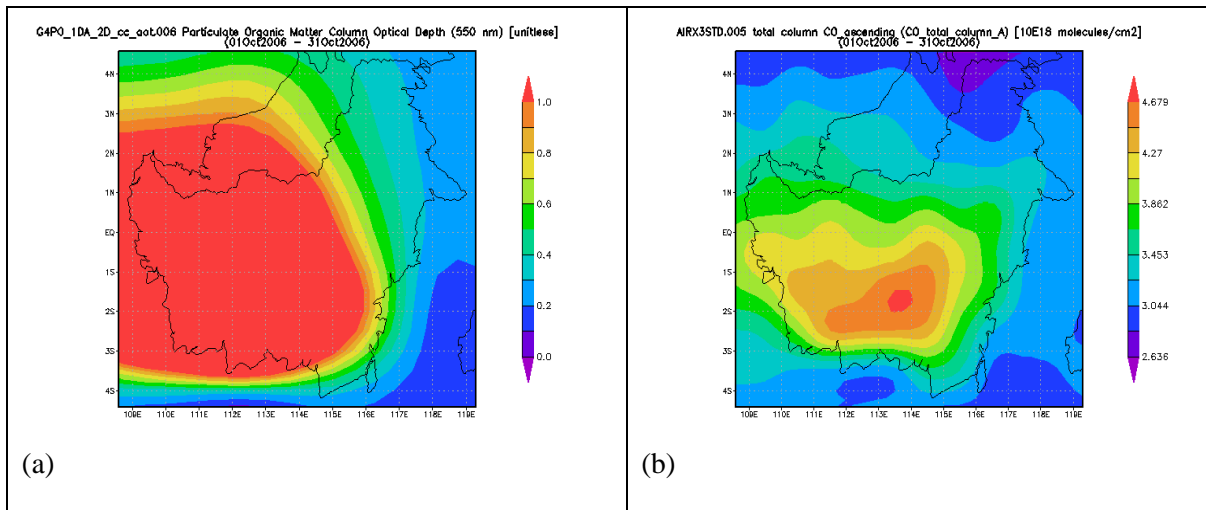 G4P0_1DA_2D_cc_aot.006 Particulate Organic Matter Column Optical Depth (550 nm) [unitless]
(01Oct2006 – 31Oct2006)
4N
3N
2N
1N
EQ
1S
2S
3S
4S
109E 110E 111E 112E 113E 114E 115E 116E 117E 118E 119E
1.0
0.8
0.6
0.4
0.2
0.0
(a)
AIRX3STD.005 total column CO_ascending (CO_total_column_A) [10E18 molecules/cm2]
(01Oct2006 – 31Oct2006)
4N
3N
2N
1N
EQ
1S
2S
3S
4S
109E 110E 111E 112E 113E 114E 115E 116E 117E 118E 119E
4.679
4.27
3.862
3.453
3.044
2.636
(b)